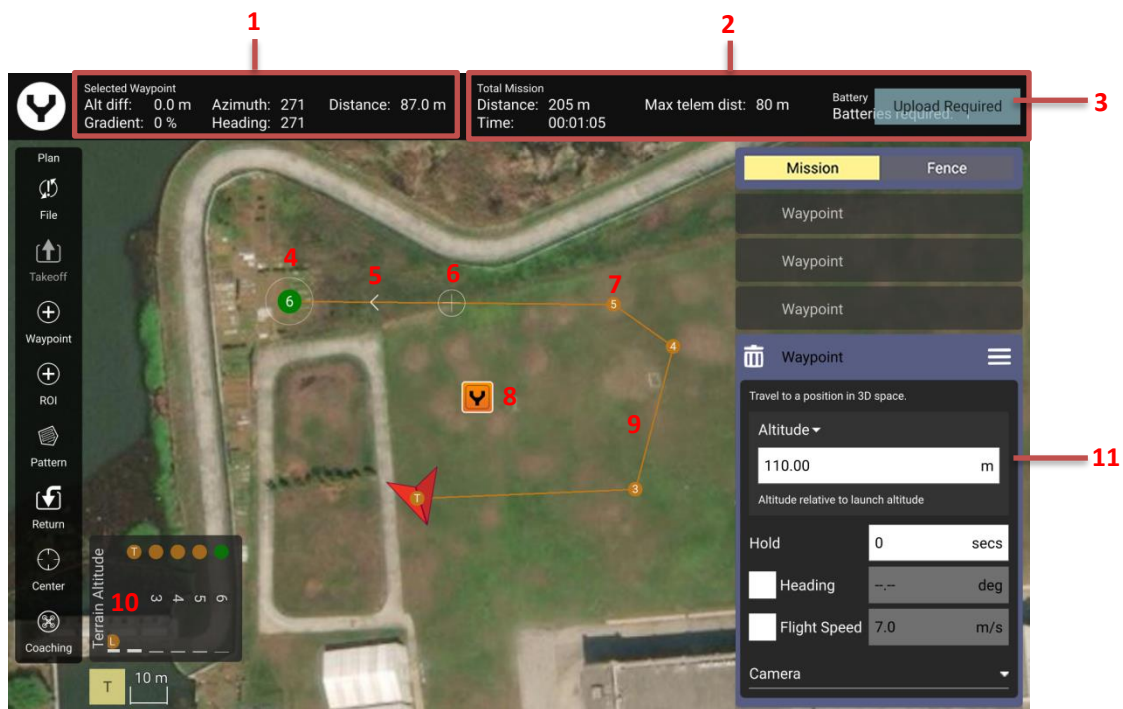 1
2
Selected Waypoint
Alt diff: 0.0 m Azimuth: 271 Distance: 87.0 m
Gradient: 0 % Heading: 271
Total Mission
Distance: 205 m Max telem dist: 80 m
Time: 00:01:05
Battery
Batteries required:
Upload Required
3
Plan
File
Takeoff
Waypoint
ROI
Pattern
Return
Center
Coaching
Mission Fence
Waypoint
Waypoint
Waypoint
Waypoint
Travel to a position in 3D space.
Altitude
110.00 m
Altitude relative to launch altitude
11
Hold 0 secs
Heading --.-- deg
Flight Speed 7.0 m/s
Camera
4
5
6
7
6
5
4
8
9
3
T
Terrain Altitude
T
3
4
5
6
10
L
T
10 m